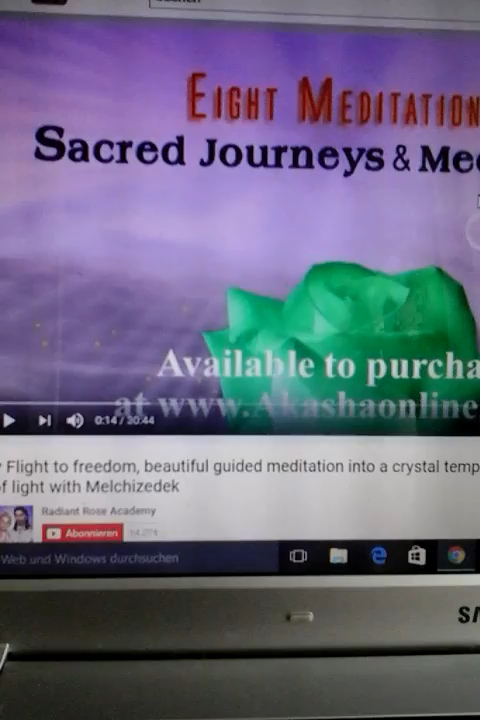 EIGHT MEDITATION
Sacred Journeys & Me
Available to purcha
at www.Akashaonline
0:14 / 30:44
Flight to freedom, beautiful guided meditation into a crystal temp
f light with Melchizedek
Radiant Rose Academy
Abonnieren
Web und Windows durchsuchen